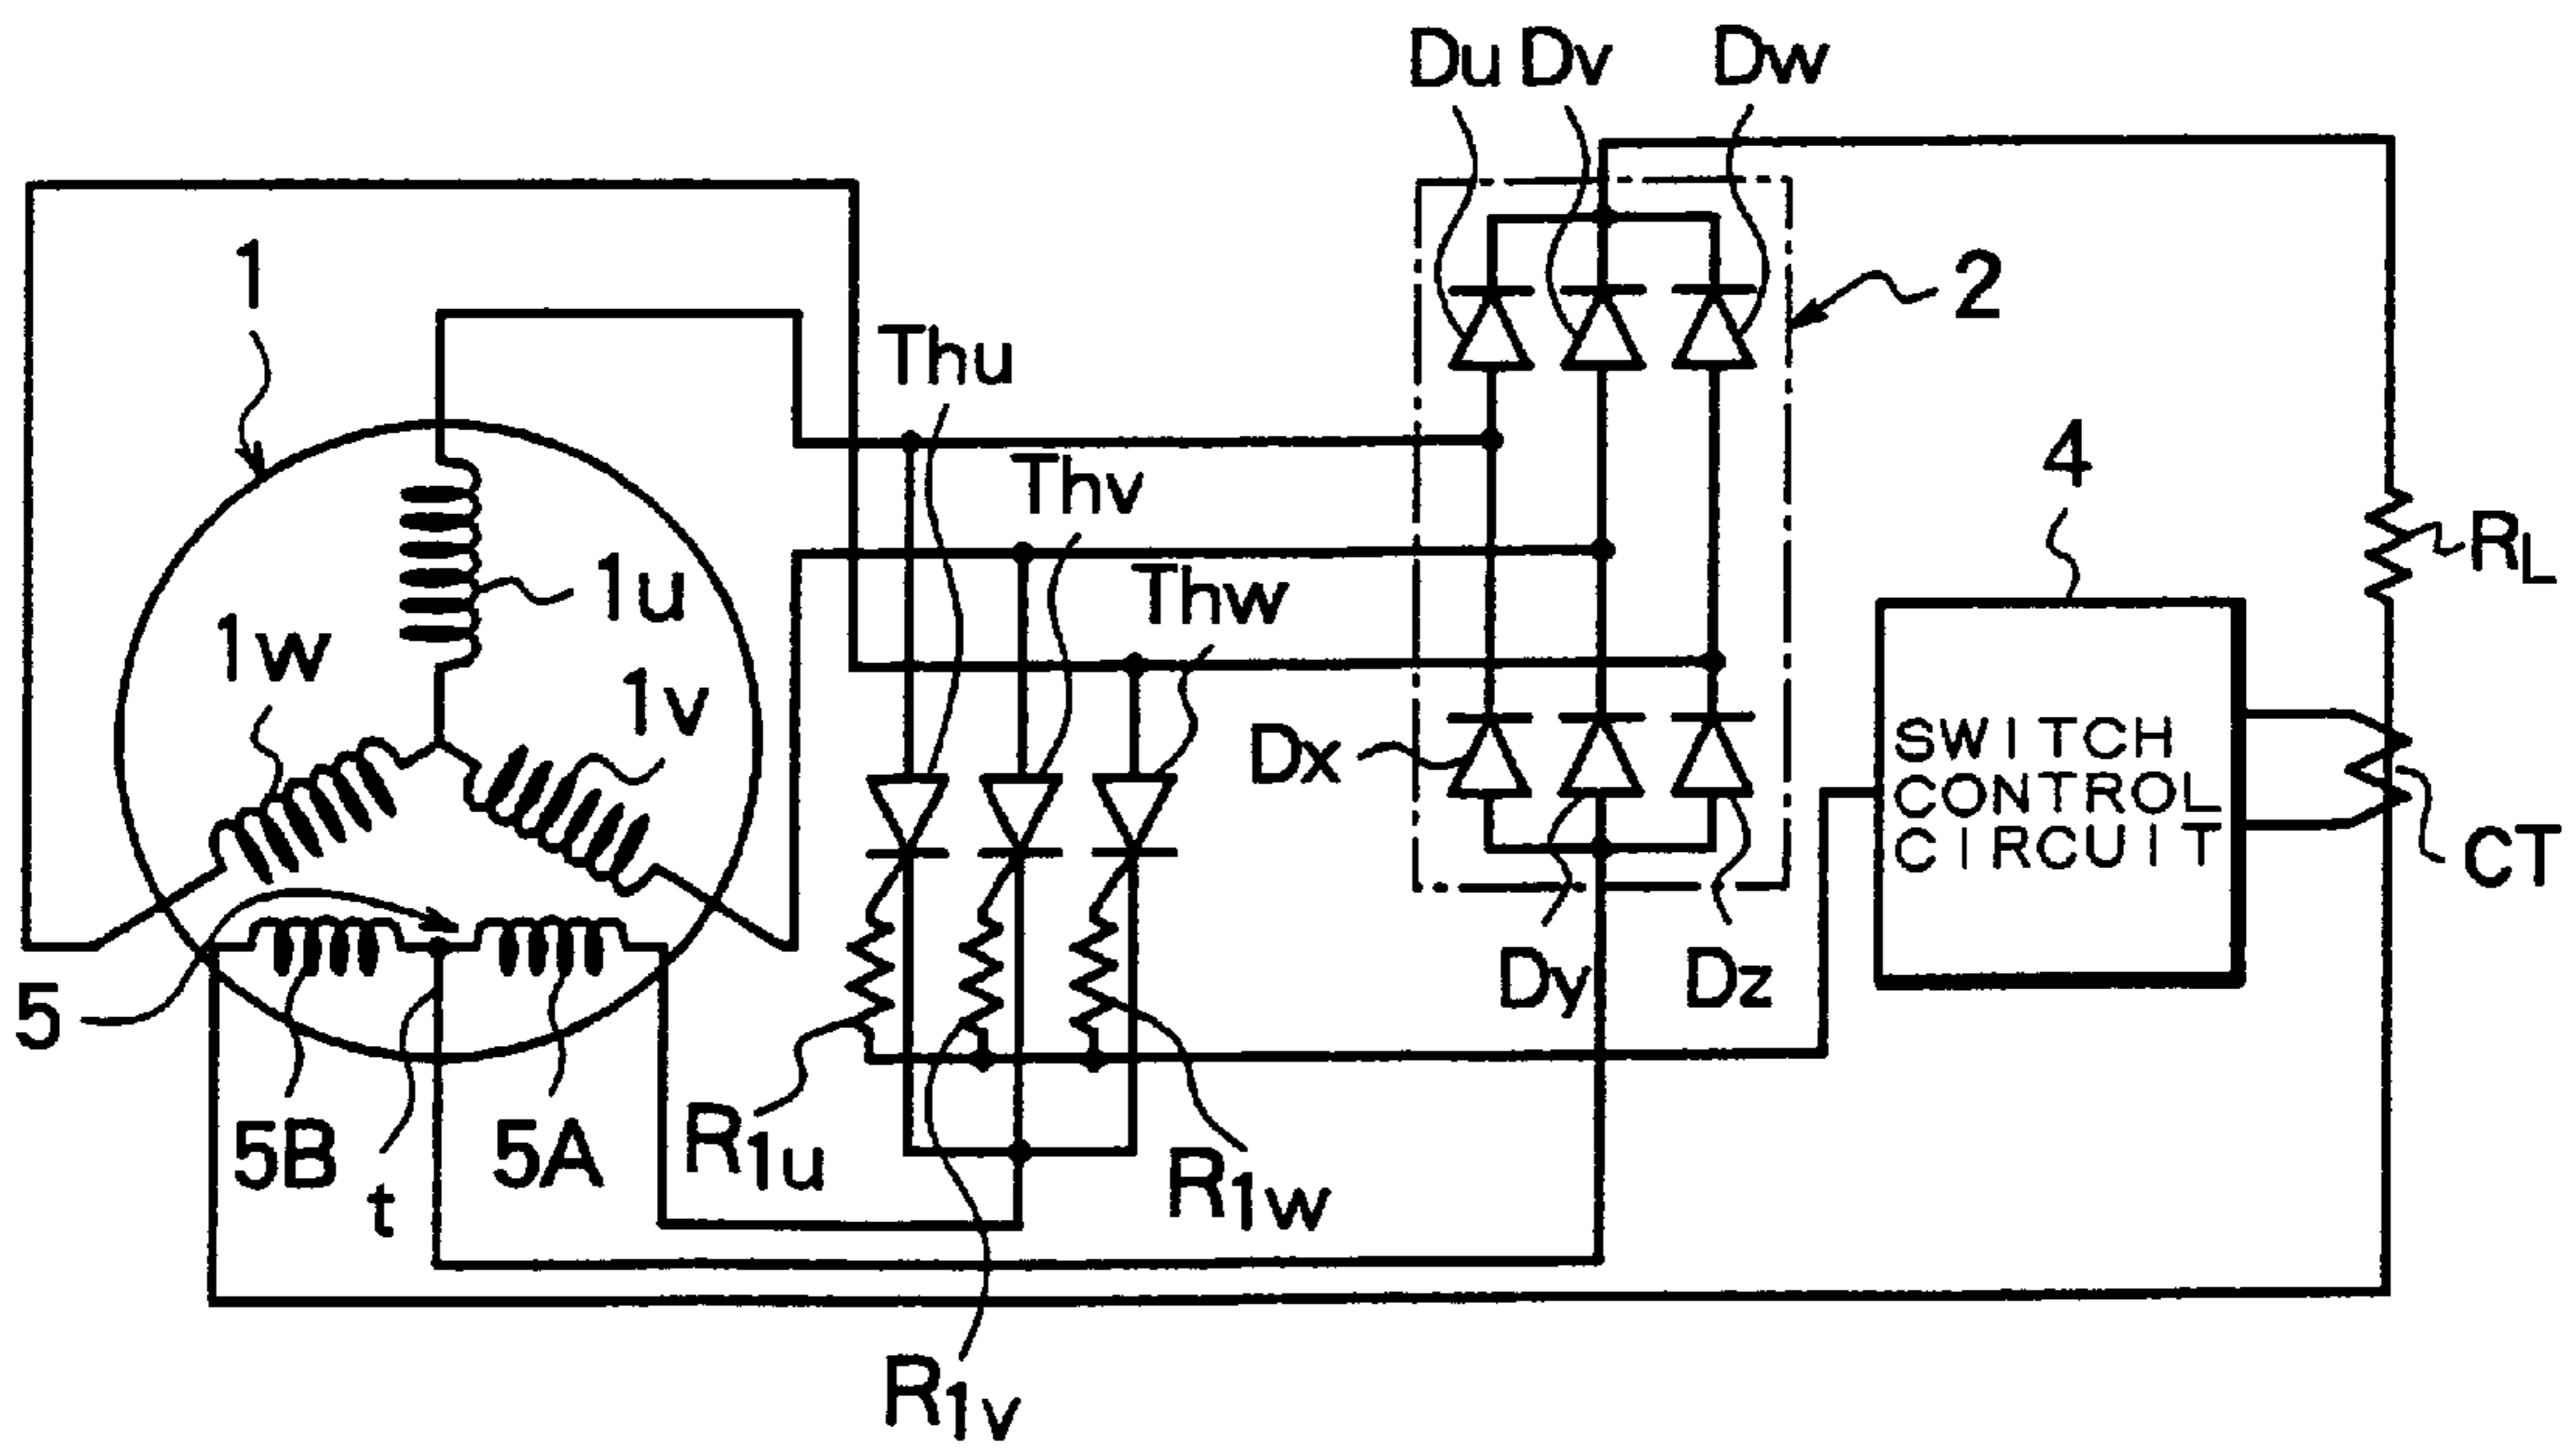 Du Dv Dw
1
2
Thu
4
Thv
RL
Thw
1u
1w
1v
Dx
SWITCH
CONTROL
CIRCUIT
CT
5
Dy Dz
5B
5A
R1u
t
R1w
R1v